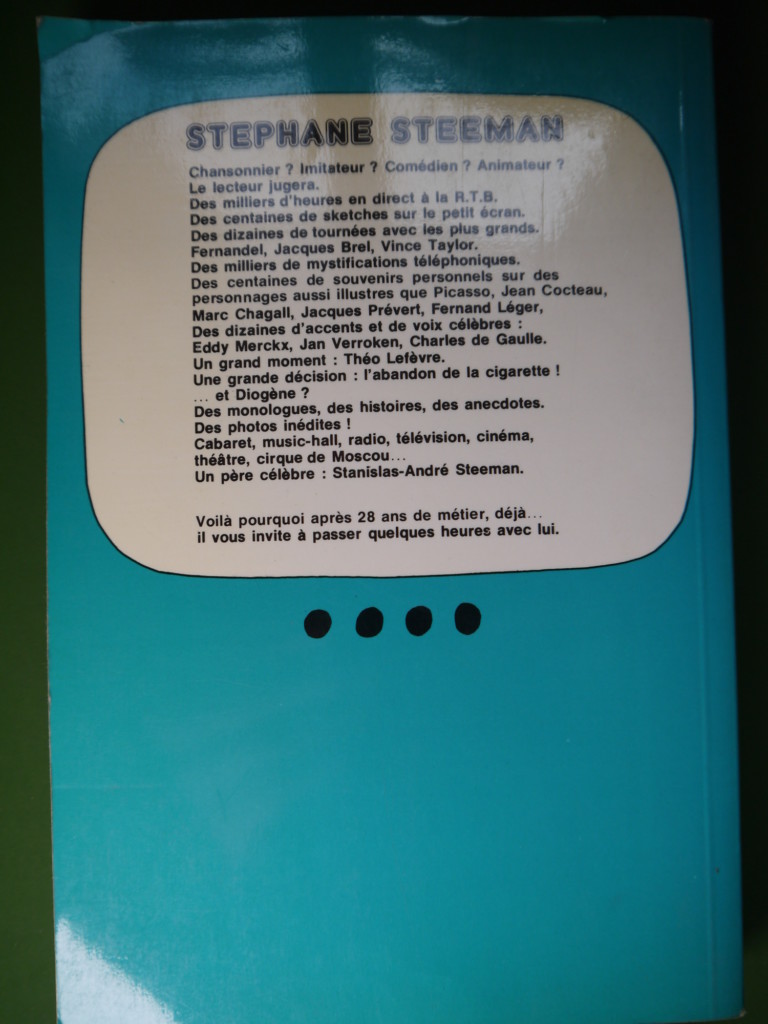 STEPHANE STEEMAN
Chansonnier ? Imitateur ? Comédien ? Animateur ?
Le lecteur jugera.
Des milliers d'heures en direct à la R.T.B.
Des centaines de sketches sur le petit écran.
Des dizaines de tournées avec les plus grands.
Fernandel, Jacques Brel, Vince Taylor.
Des milliers de mystifications téléphoniques.
Des centaines de souvenirs personnels sur des
personnages aussi illustres que Picasso, Jean Cocteau,
Marc Chagall, Jacques Prévert, Fernand Léger,
Des dizaines d'accents et de voix célèbres :
Eddy Merckx, Jan Verroken, Charles de Gaulle.
Un grand moment : Théo Lefèvre.
Une grande décision : l'abandon de la cigarette !
... et Diogène ?
Des monologues, des histoires, des anecdotes.
Des photos inédites !
Cabaret, music-hall, radio, télévision, cinéma,
théâtre, cirque de Moscou...
Un père célèbre : Stanislas-André Steeman.
Voilà pourquoi après 28 ans de métier, déjà...
il vous invite à passer quelques heures avec lui.